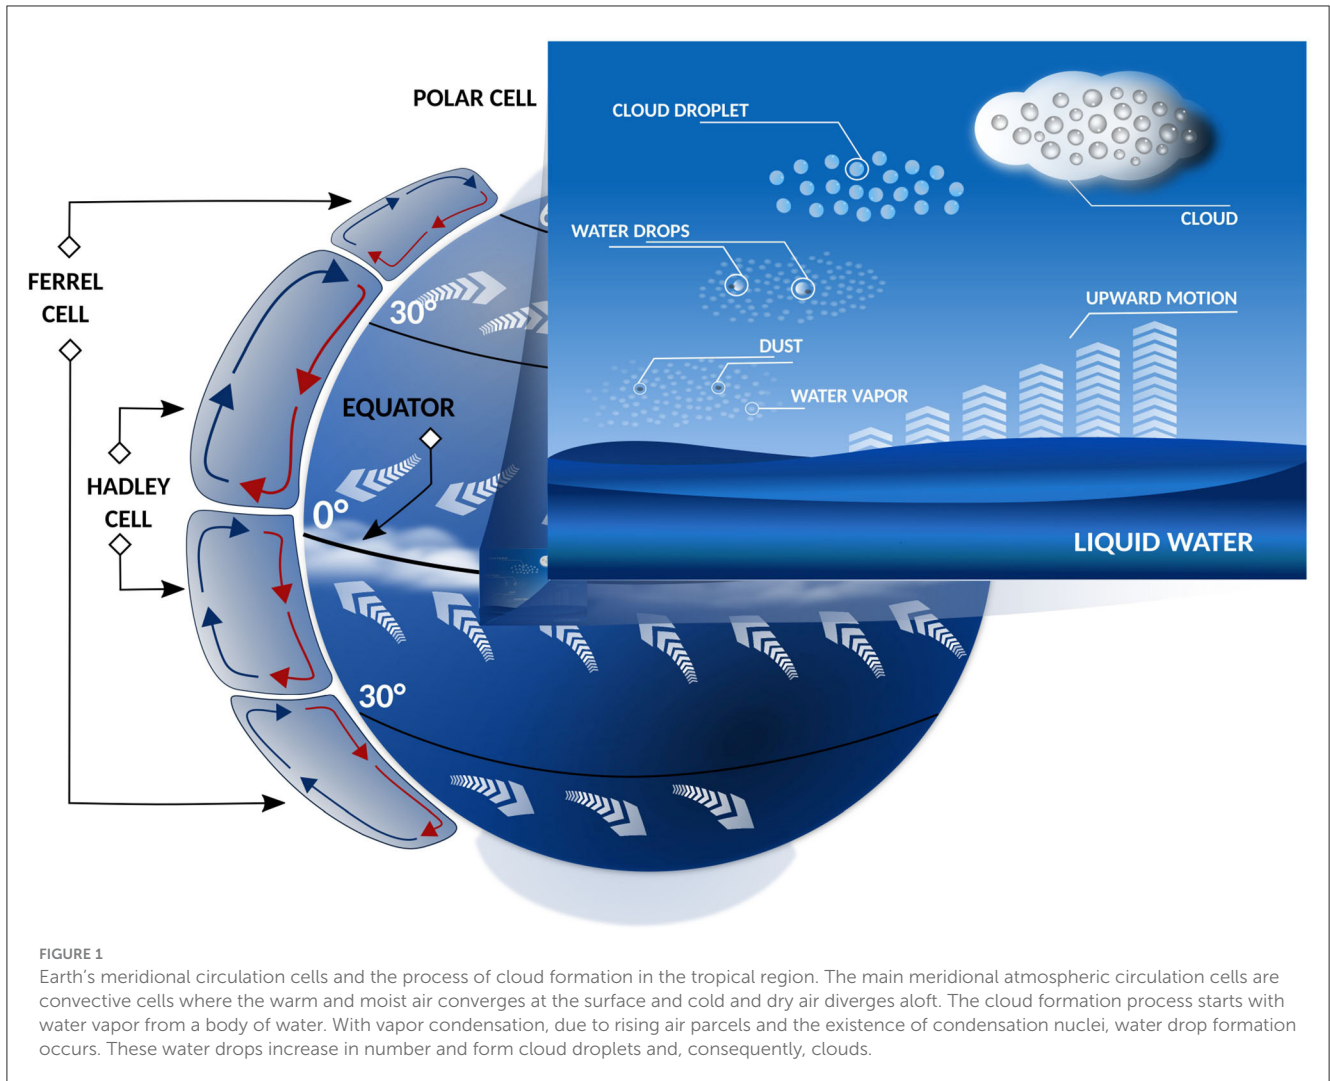 POLAR CELL
CLOUD DROPLET
CLOUD
WATER DROPS
FERREL
CELL
UPWARD MOTION
30°
DUST
WATER VAPOR
EQUATOR
HADLEY
CELL
0°
LIQUID WATER
30°
FIGURE 1
Earth's meridional circulation cells and the process of cloud formation in the tropical region. The main meridional atmospheric circulation cells are
convective cells where the warm and moist air converges at the surface and cold and dry air diverges aloft. The cloud formation process starts with
water vapor from a body of water. With vapor condensation, due to rising air parcels and the existence of condensation nuclei, water drop formation
occurs. These water drops increase in number and form cloud droplets and, consequently, clouds.